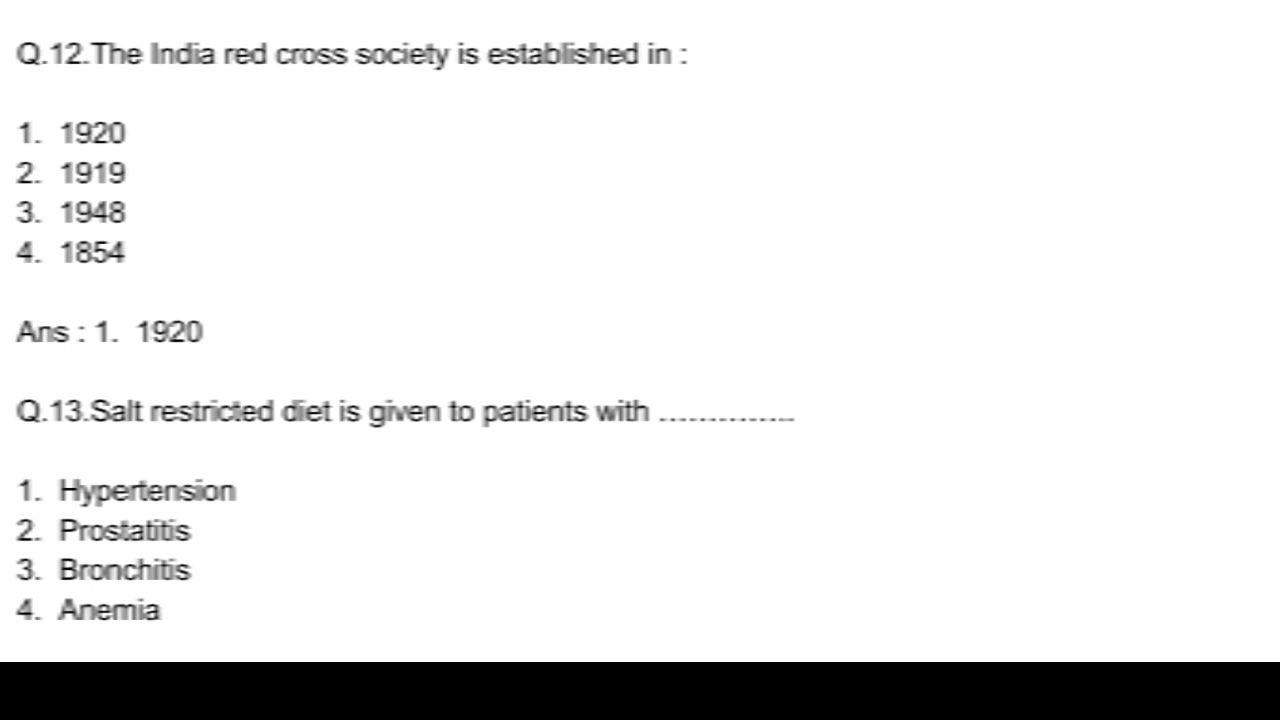 Q.12.The India red cross society is established in :
1. 1920
2. 1919
3. 1948
4. 1854
Ans : 1. 1920
Q.13.Salt restricted diet is given to patients with ..............
1. Hypertension
2. Prostatitis
3. Bronchitis
4. Anemia